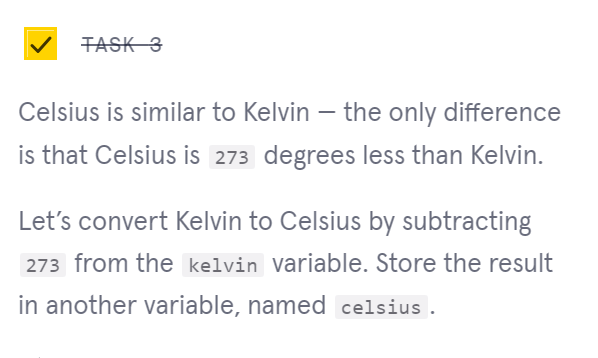 TASK 3
Celsius is similar to Kelvin — the only difference
is that Celsius is 273 degrees less than Kelvin.
Let’s convert Kelvin to Celsius by subtracting
273 from the kelvin variable. Store the result
in another variable, named celsius.